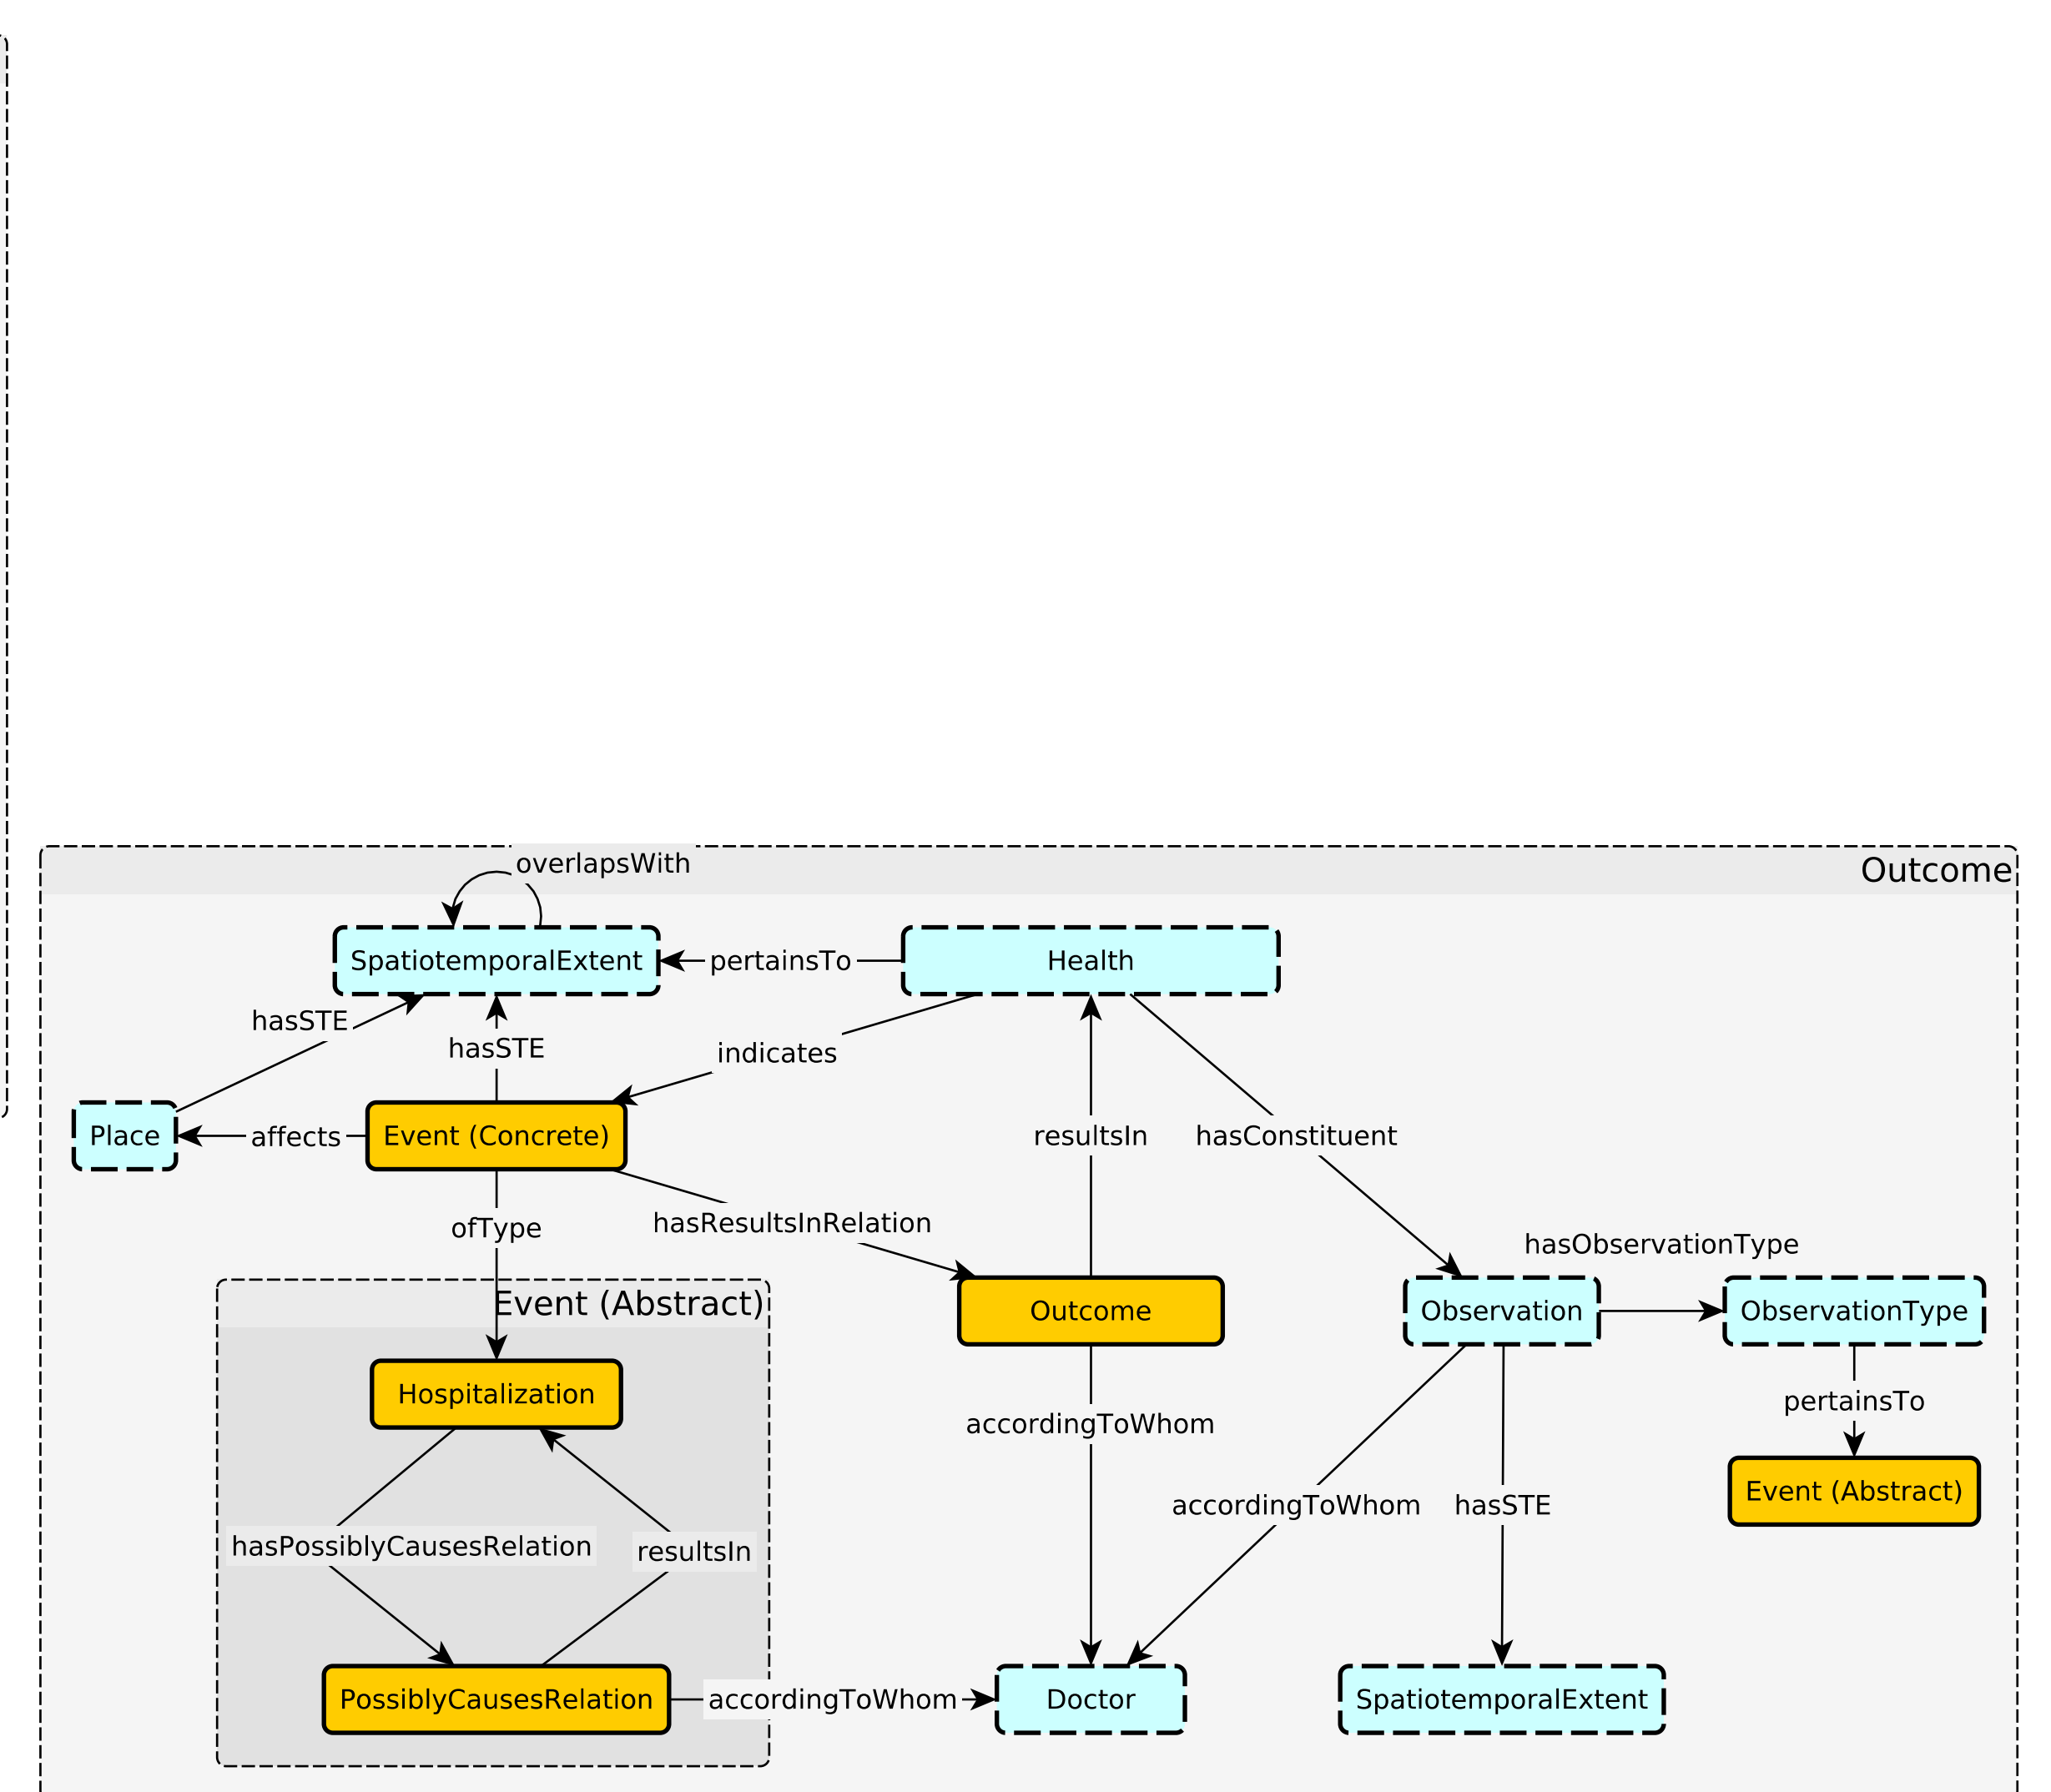 Outcome
overlapsWith
SpatiotemporalExtent
pertainsTo
Health
hasSTE
hasSTE
indicates
Place
affects
Event (Concrete)
resultsIn
hasConstituent
ofType
hasResultsInRelation
hasObservationType
Event (Abstract)
Outcome
Observation
ObservationType
Hospitalization
accordingToWhom
pertainsTo
Event (Abstract)
accordingToWhom
hasSTE
hasPossiblyCausesRelation
resultsIn
PossiblyCausesRelation
accordingToWhom
Doctor
SpatiotemporalExtent